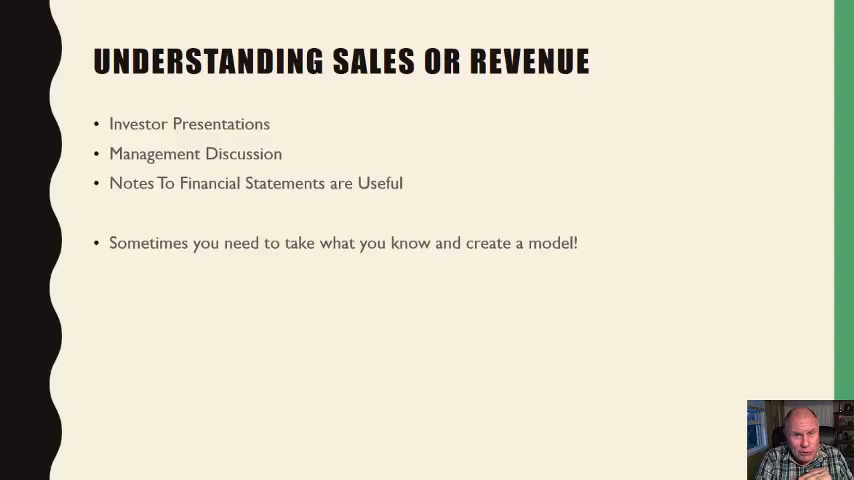 UNDERSTANDING SALES OR REVENUE
• Investor Presentations
• Management Discussion
• Notes To Financial Statements are Useful
• Sometimes you need to take what you know and create a model!